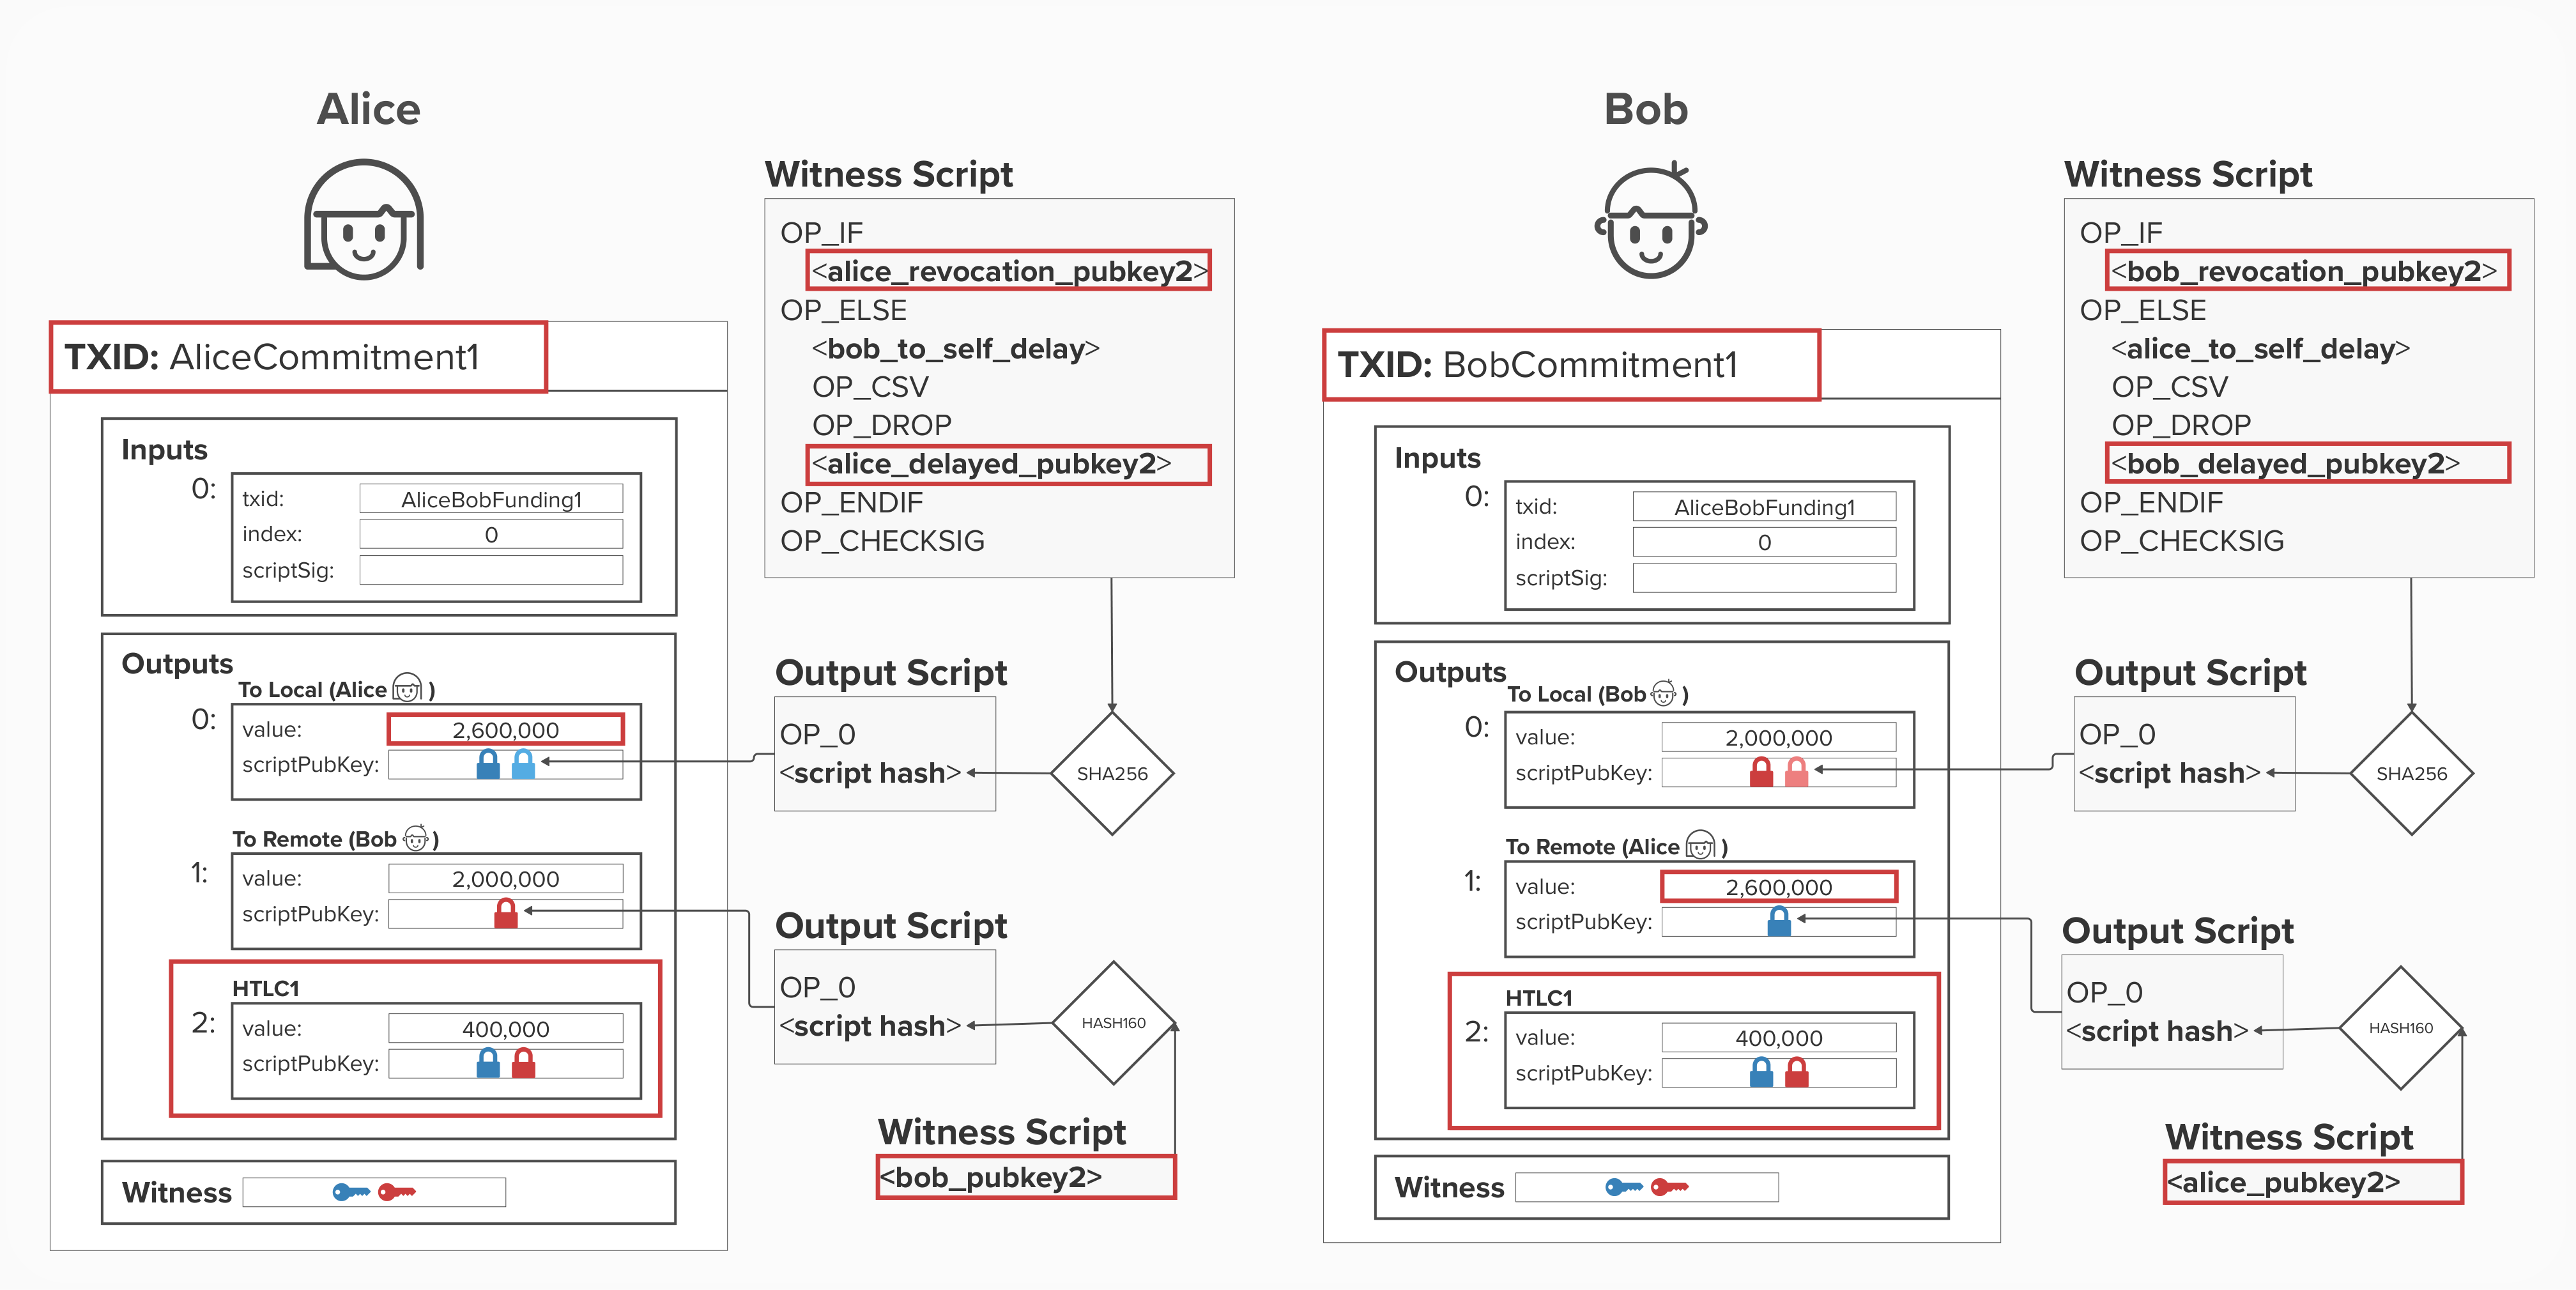 Alice
Witness Script
OP_IF
<alice_revocation_pubkey2>
OP_ELSE
<bob_to_self_delay>
OP_CSV
OP_DROP
<alice_delayed_pubkey2>
OP_ENDIF
OP_CHECKSIG
TXID: AliceCommitment1
Inputs
0:
txid: AliceBobFunding1
index: 0
scriptSig:
Outputs
To Local (Alice )
0:
value: 2,600,000
scriptPubKey:
Output Script
OP_0
<script hash>
SHA256
To Remote (Bob )
1:
value: 2,000,000
scriptPubKey:
Output Script
OP_0
<script hash>
HASH160
HTLC1
2:
value: 400,000
scriptPubKey:
Witness Script
<bob_pubkey2>
Witness
Bob
Witness Script
OP_IF
<bob_revocation_pubkey2>
OP_ELSE
<alice_to_self_delay>
OP_CSV
OP_DROP
<bob_delayed_pubkey2>
OP_ENDIF
OP_CHECKSIG
TXID: BobCommitment1
Inputs
0:
txid: AliceBobFunding1
index: 0
scriptSig:
Outputs
To Local (Bob )
0:
value: 2,000,000
scriptPubKey:
Output Script
OP_0
<script hash>
SHA256
To Remote (Alice )
1:
value: 2,600,000
scriptPubKey:
Output Script
OP_0
<script hash>
HASH160
HTLC1
2:
value: 400,000
scriptPubKey:
Witness Script
<alice_pubkey2>
Witness